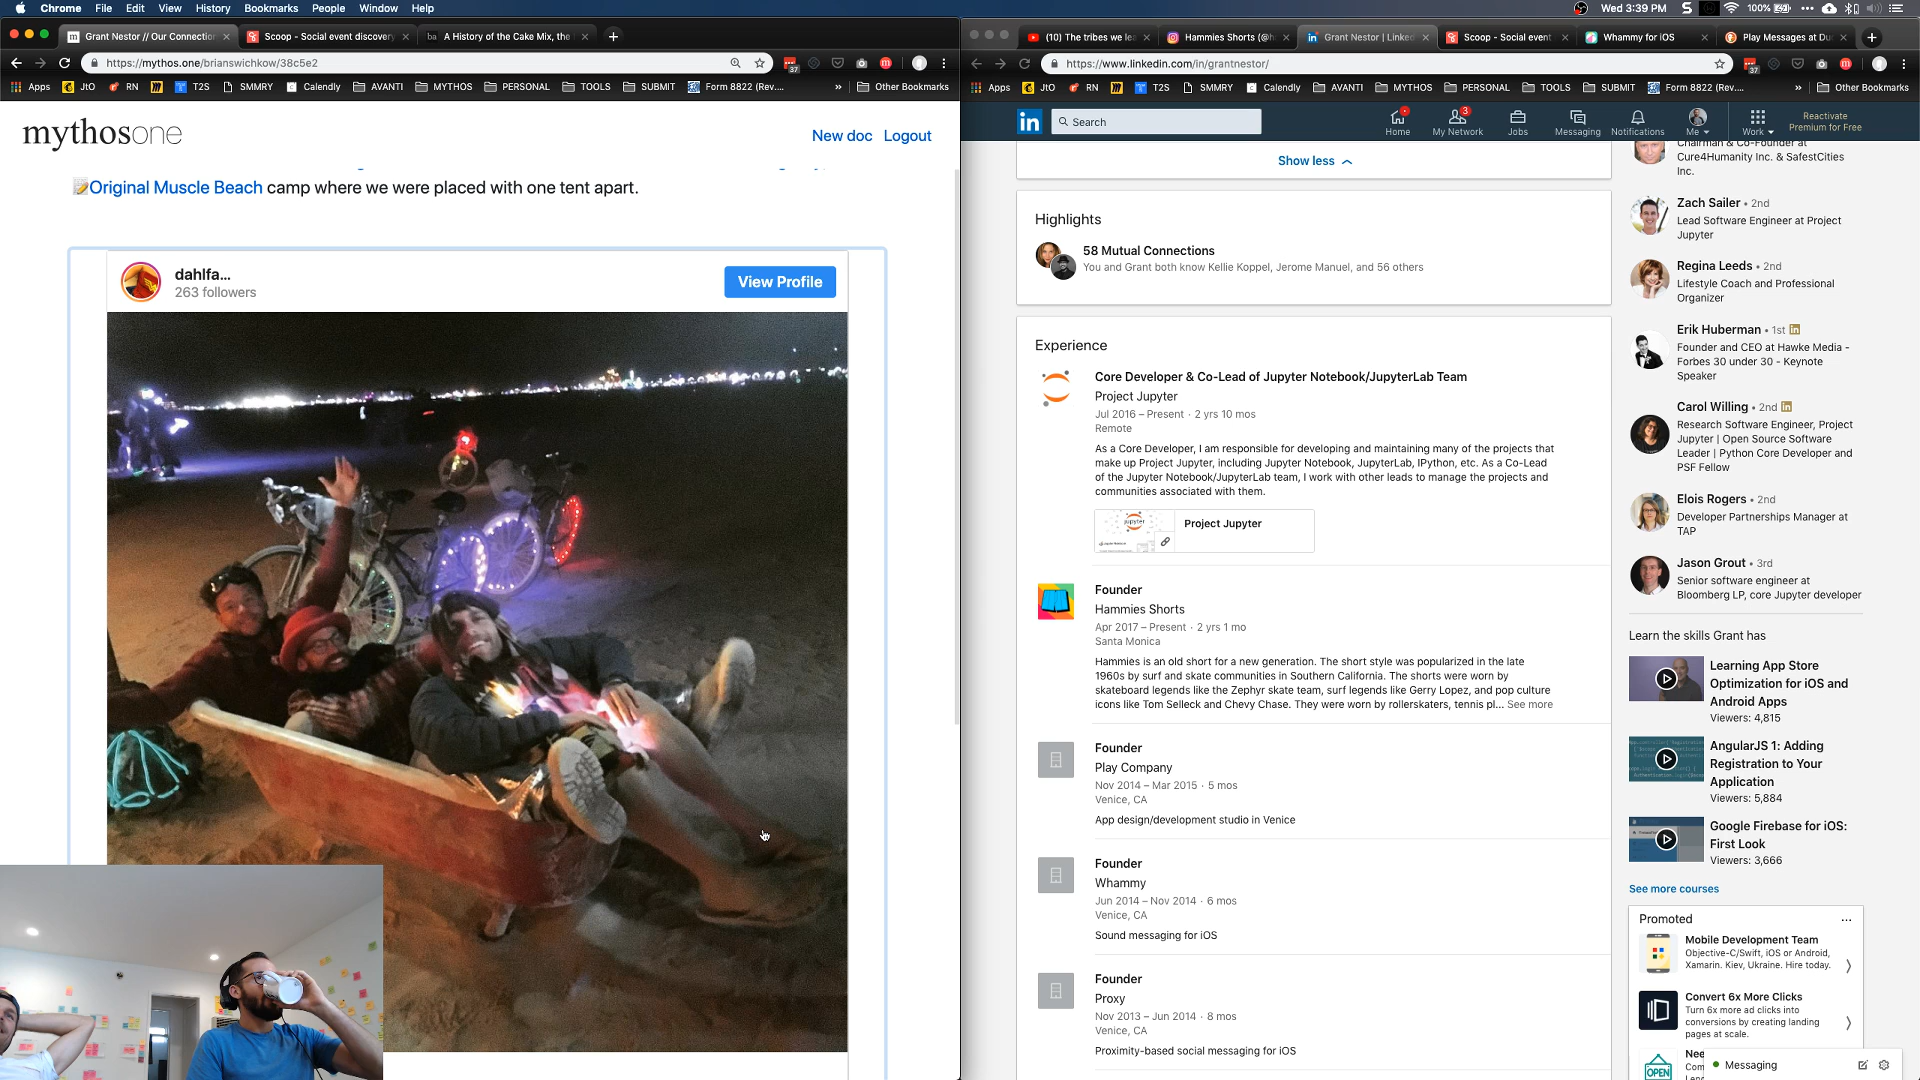 Chrome File Edit View History Bookmarks People Window Help
Wed 3:39 PM 100%
Grant Nestor // Our Connection
Scoop - Social event discovery
A History of the Cake Mix, the
https://mythos.one/brianswichkow/38c5e2
Apps JtO RN T2S SMMRY Calendly AVANTI MYTHOS PERSONAL TOOLS SUBMIT Form 8822 (Rev.... » Other Bookmarks
mythosone
New doc Logout
Original Muscle Beach camp where we were placed with one tent apart.
dahlfa...
263 followers
View Profile
(10) The tribes we
Hammies Shorts (@h
Grant Nestor | Linke
Scoop - Social event
Whammy for iOS
Play Messages at Du
https://www.linkedin.com/in/grantnestor/
Apps JtO RN T2S SMMRY Calendly AVANTI MYTHOS PERSONAL TOOLS SUBMIT Form 8822 (Rev.... » Other Bookmarks
in Search
Home
My Network
Jobs
Messaging
Notifications
Me
Work
Reactivate
Premium for Free
Show less
Highlights
58 Mutual Connections
You and Grant both know Kellie Koppel, Jerome Manuel, and 56 others
Experience
Core Developer & Co-Lead of Jupyter Notebook/JupyterLab Team
Project Jupyter
Jul 2016 – Present · 2 yrs 10 mos
Remote
As a Core Developer, I am responsible for developing and maintaining many of the projects that
make up Project Jupyter, including Jupyter Notebook, JupyterLab, IPython, etc. As a Co-Lead
of the Jupyter Notebook/JupyterLab team, I work with other leads to manage the projects and
communities associated with them.
Project Jupyter
Founder
Hammies Shorts
Apr 2017 – Present · 2 yrs 1 mo
Santa Monica
Hammies is an old short for a new generation. The short style was popularized in the late
1960s by surf and skate communities in Southern California. The shorts were worn by
skateboard legends like the Zephyr skate team, surf legends like Gerry Lopez, and pop culture
icons like Tom Selleck and Chevy Chase. They were worn by rollerskaters, tennis pl... See more
Founder
Play Company
Nov 2014 – Mar 2015 · 5 mos
Venice, CA
App design/development studio in Venice
Founder
Whammy
Jun 2014 – Nov 2014 · 6 mos
Venice, CA
Sound messaging for iOS
Founder
Proxy
Nov 2013 – Jun 2014 · 8 mos
Venice, CA
Proximity-based social messaging for iOS
Chairman & Co-Founder at
Cure4Humanity Inc. & SafestCities
Inc.
Zach Sailer • 2nd
Lead Software Engineer at Project
Jupyter
Regina Leeds • 2nd
Lifestyle Coach and Professional
Organizer
Erik Huberman • 1st
Founder and CEO at Hawke Media -
Forbes 30 under 30 - Keynote
Speaker
Carol Willing • 2nd
Research Software Engineer, Project
Jupyter | Open Source Software
Leader | Python Core Developer and
PSF Fellow
Elois Rogers • 2nd
Developer Partnerships Manager at
TAP
Jason Grout • 3rd
Senior software engineer at
Bloomberg LP, core Jupyter developer
Learn the skills Grant has
Learning App Store
Optimization for iOS and
Android Apps
Viewers: 4,815
AngularJS 1: Adding
Registration to Your
Application
Viewers: 5,884
Google Firebase for iOS:
First Look
Viewers: 3,666
See more courses
Promoted
Mobile Development Team
Objective-C/Swift, iOS or Android,
Xamarin. Kiev, Ukraine. Hire today.
Convert 6x More Clicks
Turn 6x more ad clicks into
conversions by creating landing
pages at scale.
OPEN
Messaging